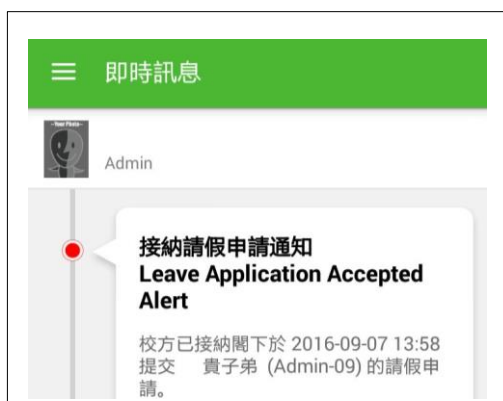 即時訊息
-Your Photo-
Admin
接納請假申請通知
Leave Application Accepted
Alert
校方已接納閣下於 2016-09-07 13:58
提交 貴子弟 (Admin-09) 的請假申
請。